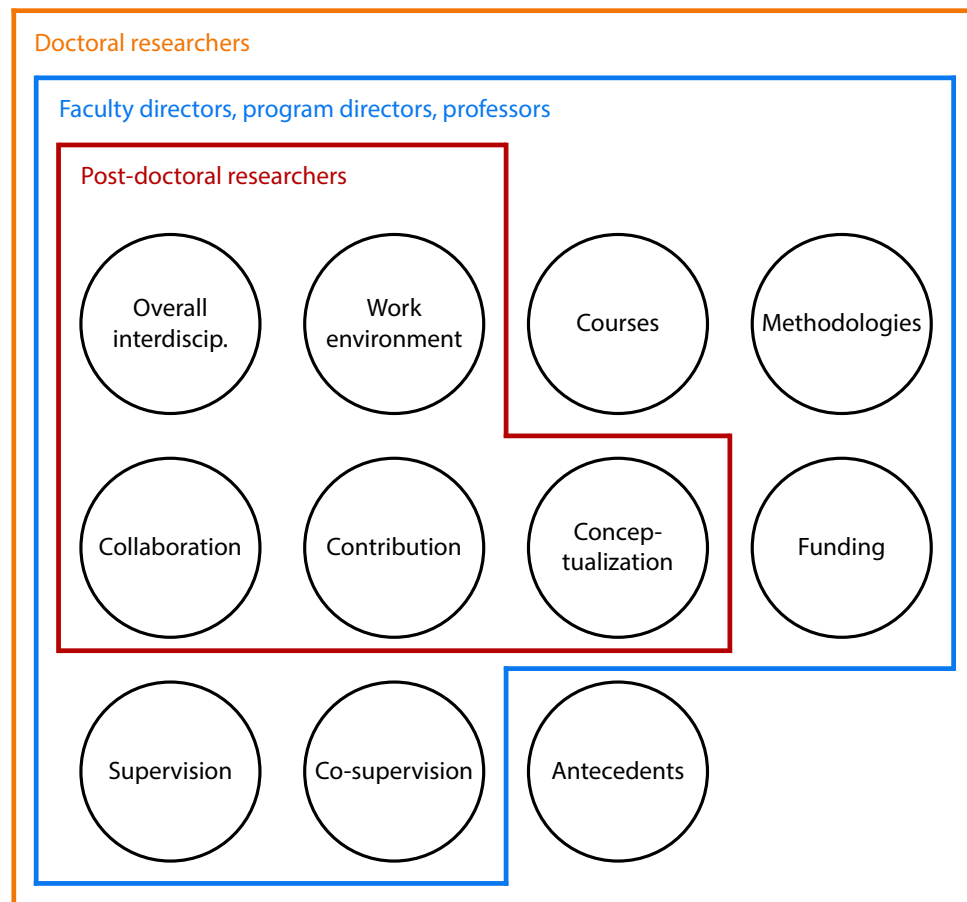 Doctoral researchers
Faculty directors, program directors, professors
Post-doctoral researchers
Overall
interdiscip.
Work
environment
Courses
Methodologies
Collaboration
Contribution
Concep-
tualization
Funding
Supervision
Co-supervision
Antecedents